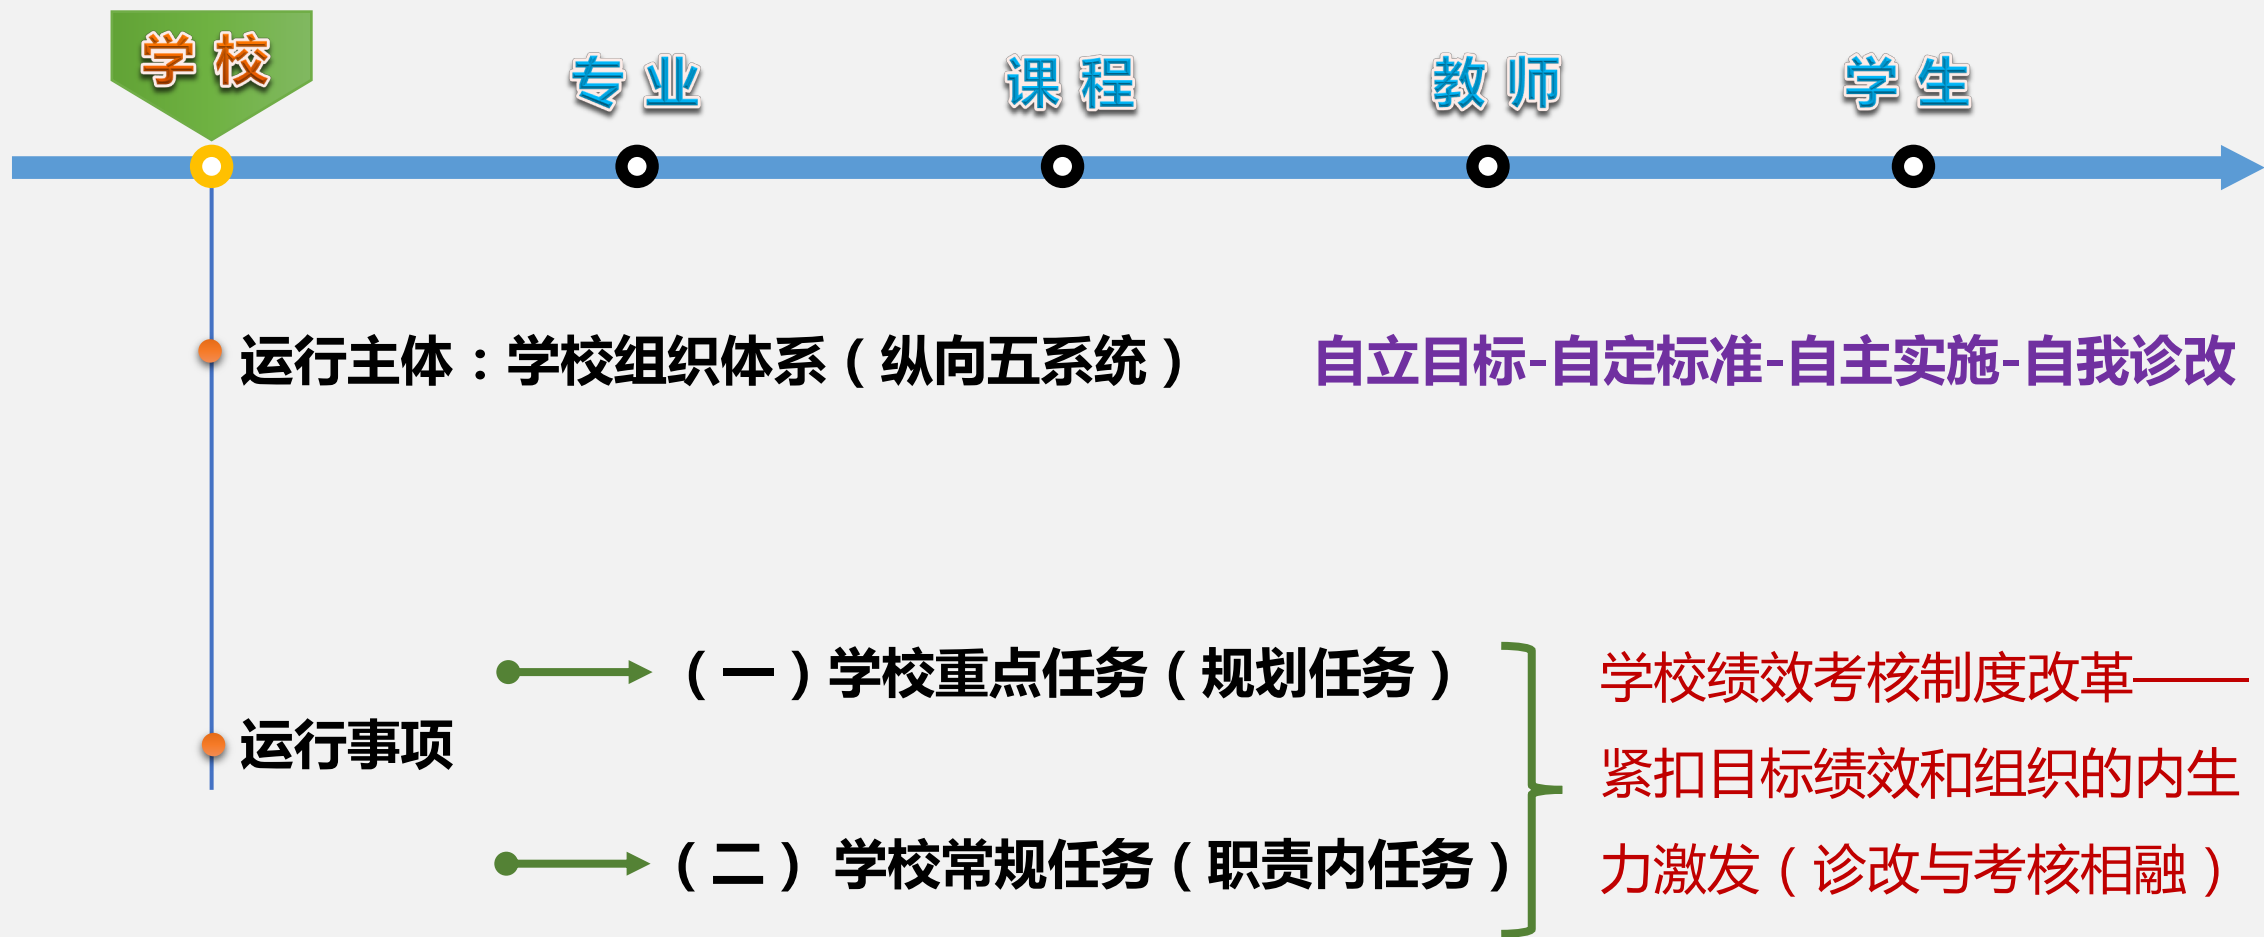 学校
专业
课程
教师
学生
运行主体：学校组织体系（纵向五系统）
自立目标-自定标准-自主实施-自我诊改
运行事项
（一）学校重点任务（规划任务）
（二） 学校常规任务（职责内任务）
学校绩效考核制度改革——
紧扣目标绩效和组织的内生
力激发（诊改与考核相融）